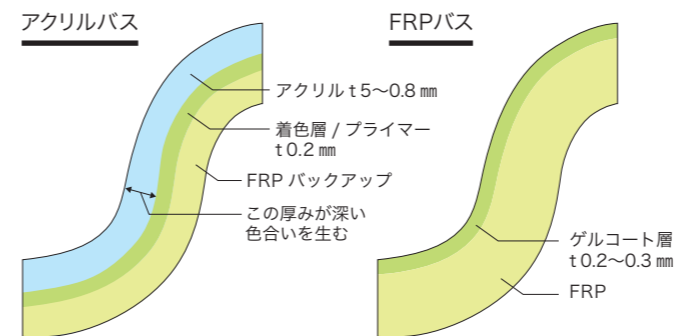 アクリルバス
アクリル t 5〜0.8 ㎜
着色層 / プライマー
t 0.2 ㎜
FRP バックアップ
この厚みが深い
色合いを生む
FRPバス
ゲルコート層
t 0.2〜0.3 ㎜
FRP